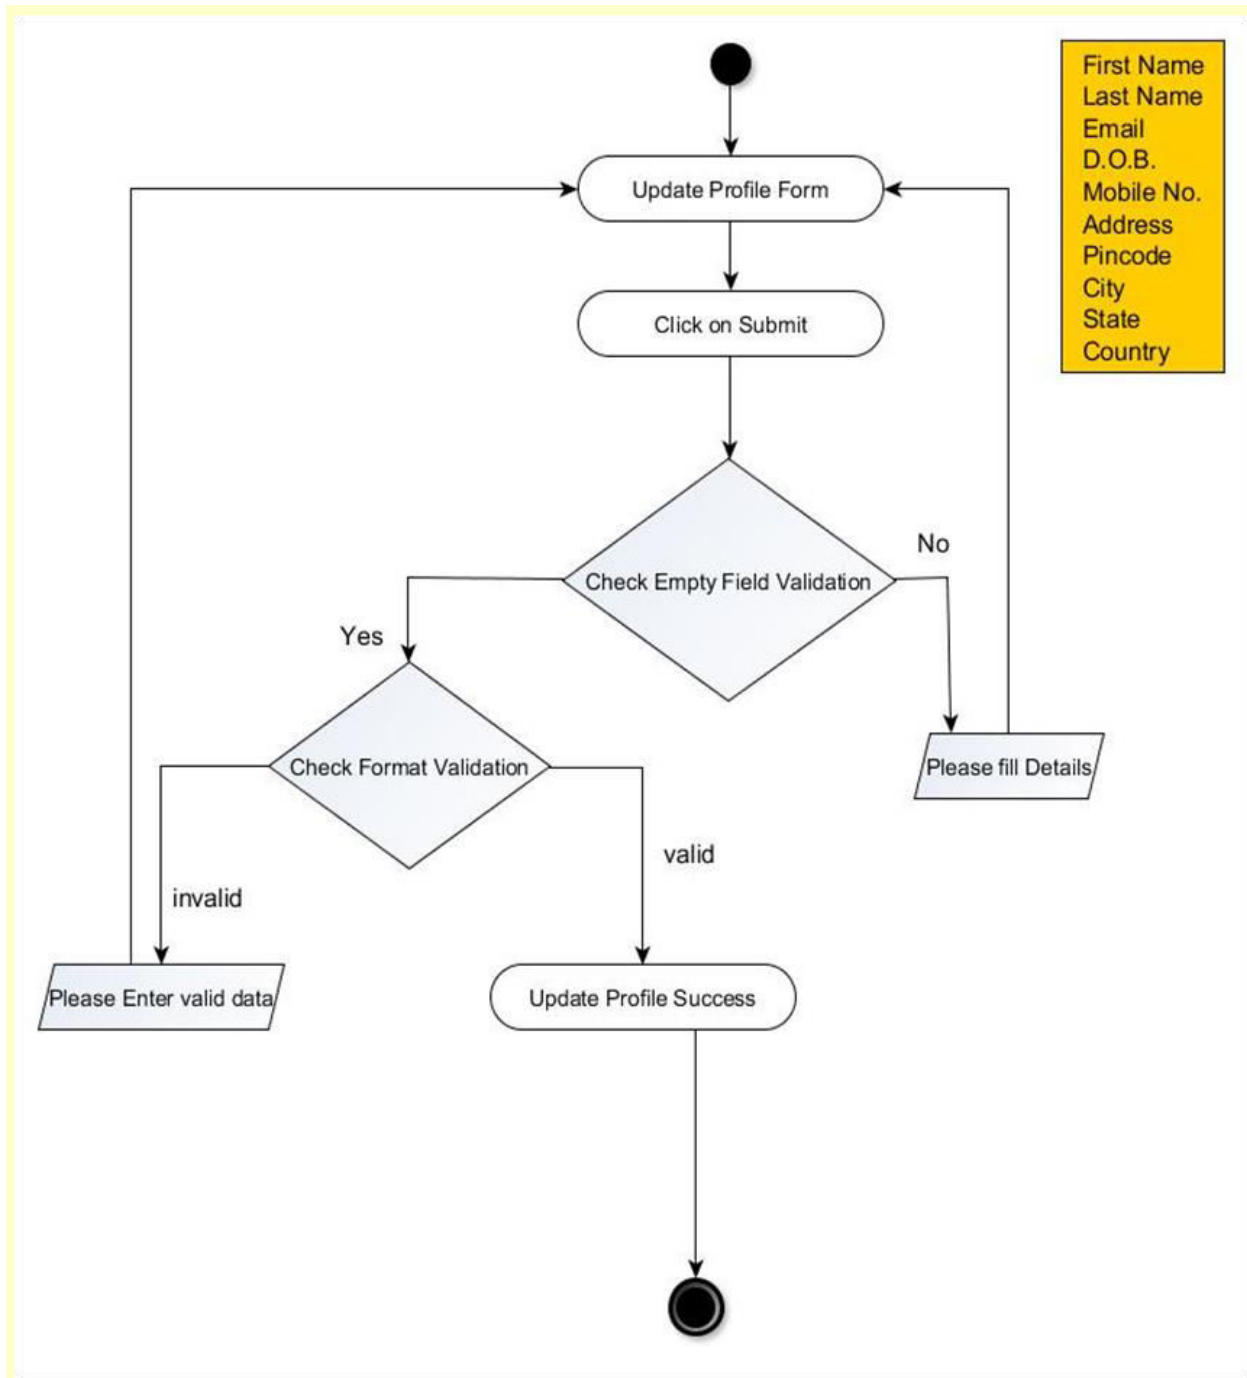 First Name
Last Name
Email
D.O.B.
Mobile No.
Address
Pincode
City
State
Country
Update Profile Form
Click on Submit
Check Empty Field Validation
No
Yes
Check Format Validation
Please fill Details
valid
invalid
Please Enter valid data
Update Profile Success